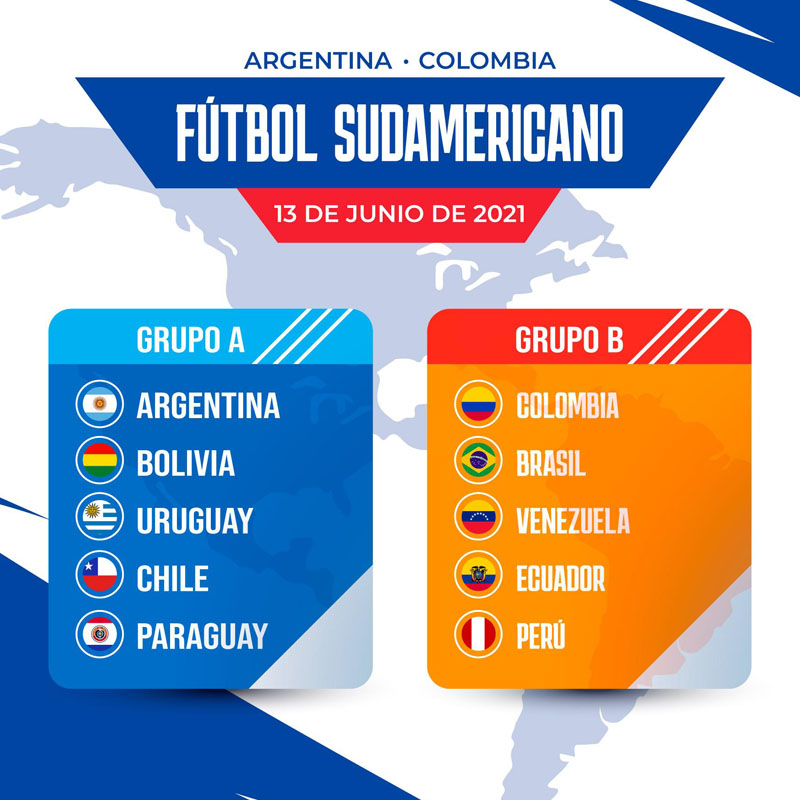 ARGENTINA · COLOMBIA
FÚTBOL SUDAMERICANO
13 DE JUNIO DE 2021
GRUPO A
ARGENTINA
BOLIVIA
URUGUAY
CHILE
PARAGUAY
GRUPO B
COLOMBIA
BRASIL
VENEZUELA
ECUADOR
PERÚ